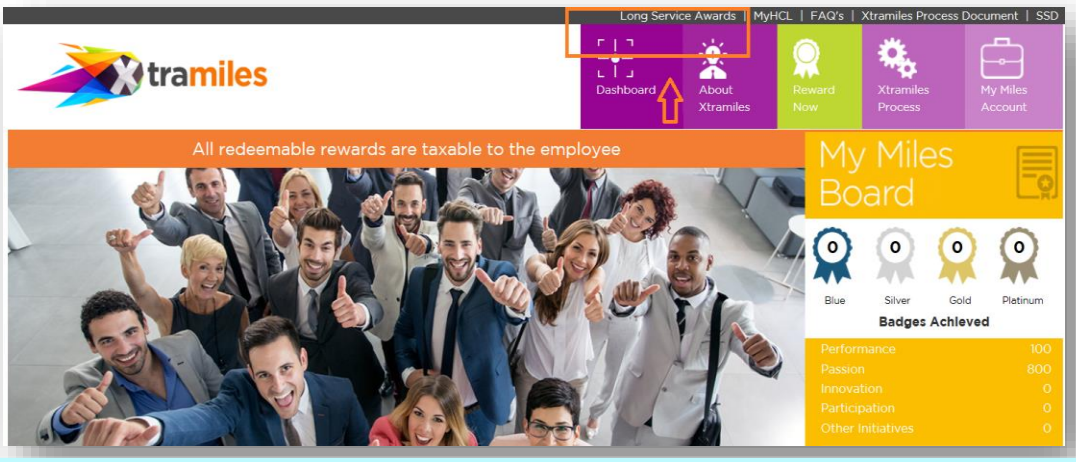 Long Service Awards | MyHCL | FAQ's | Xtramiles Process Document | SSD
Xtramiles
Dashboard
About
Xtramiles
Reward
Now
Xtramiles
Process
My Miles
Account
All redeemable rewards are taxable to the employee
My Miles
Board
0 0 0 0
Blue Silver Gold Platinum
Badges Achieved
Performance 100
Passion 800
Innovation 0
Participation 0
Other Initiatives 0